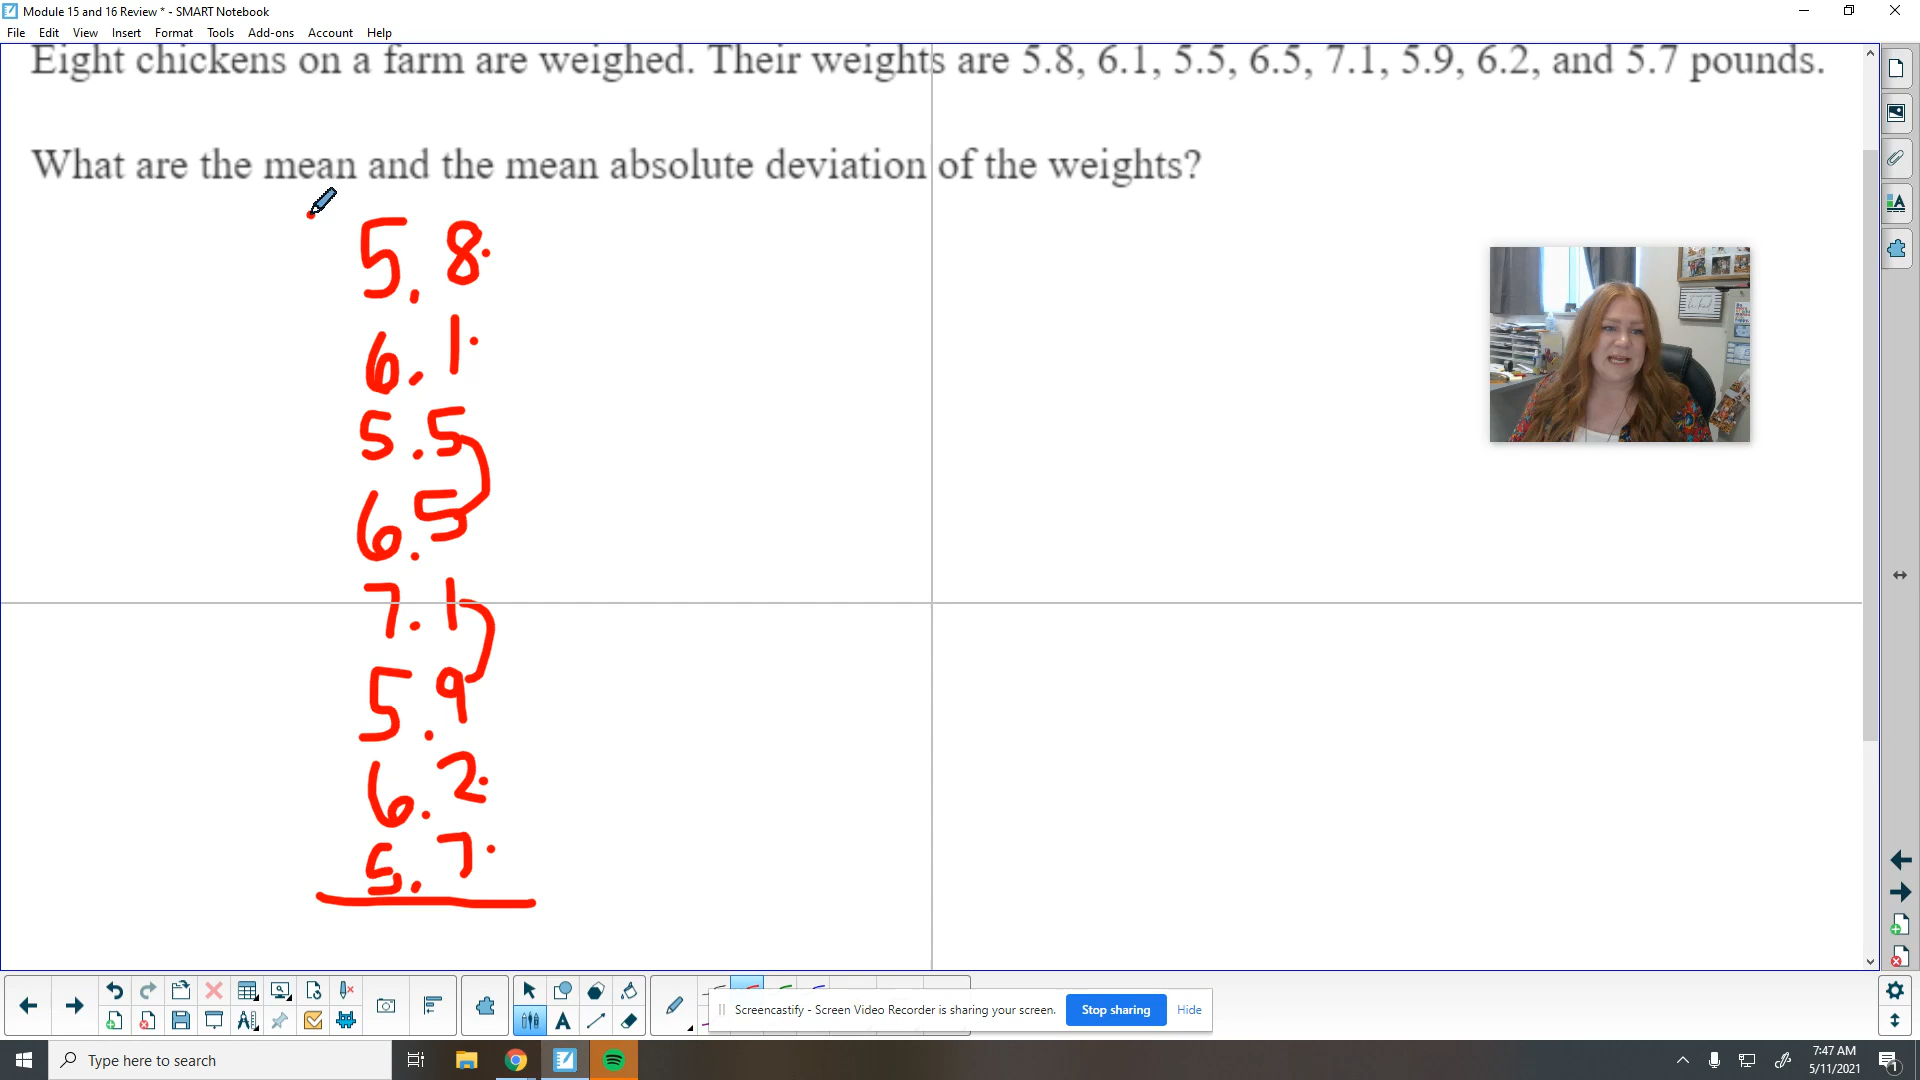 Module 15 and 16 Review * - SMART Notebook
File Edit View Insert Format Tools Add-ons Account Help
Eight chickens on a farm are weighed. Their weights are 5.8, 6.1, 5.5, 6.5, 7.1, 5.9, 6.2, and 5.7 pounds.
What are the mean and the mean absolute deviation of the weights?
5.8
6.1
5.5
6.5
7.1
5.9
6.2
5.7
Screencastify - Screen Video Recorder is sharing your screen. Stop sharing Hide
Type here to search
7:47 AM
5/11/2021
1